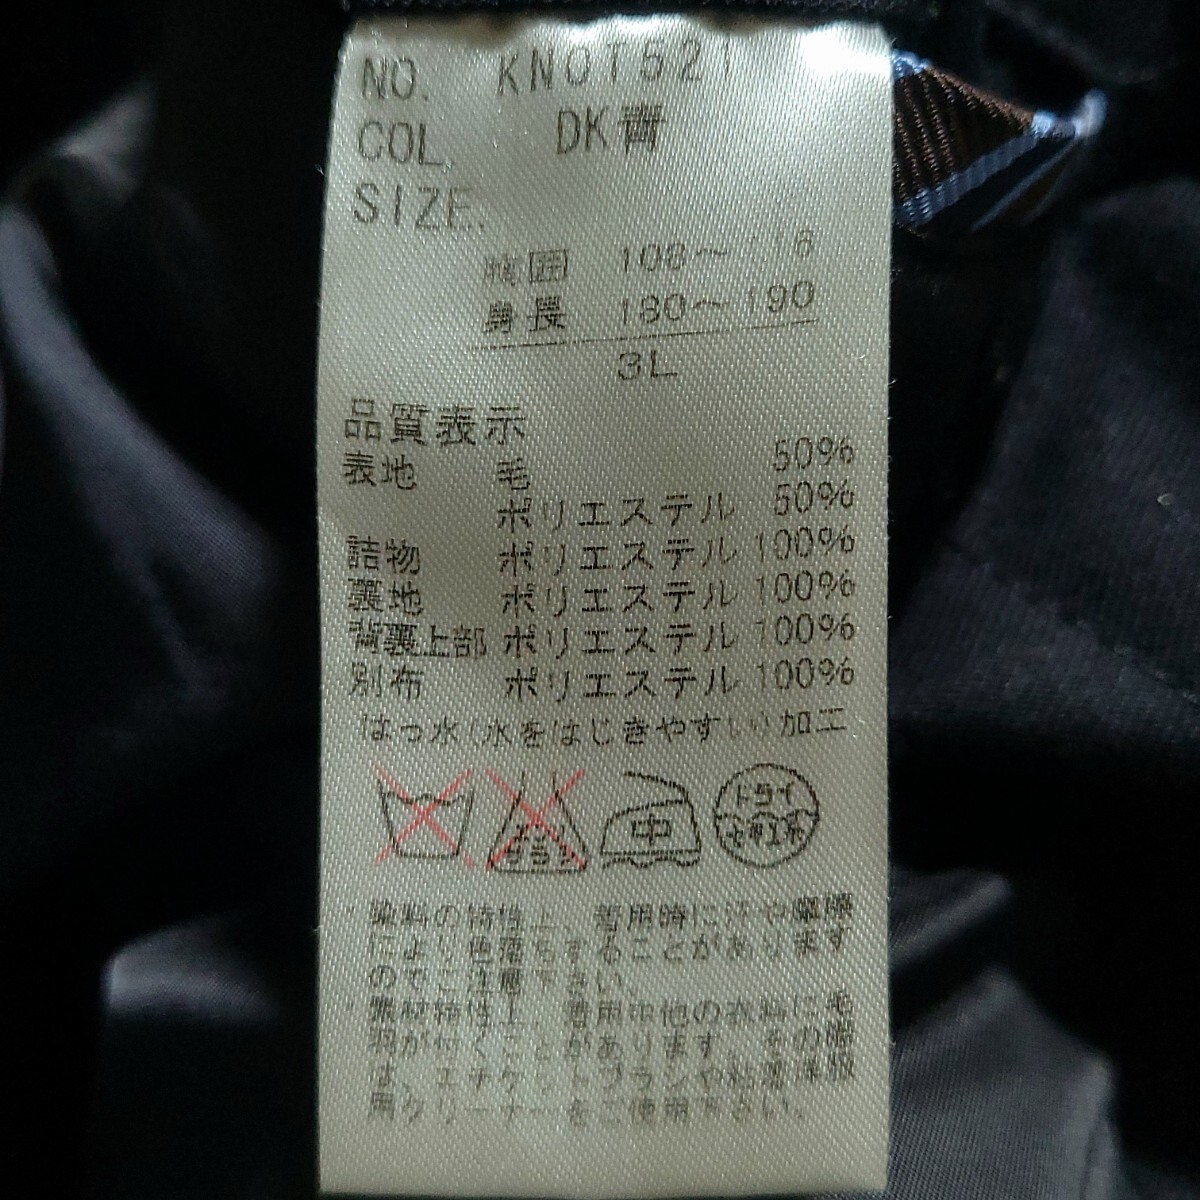 NO. KNOT521
COL. DK青
SIZE.
胸囲 108～116
身長 180～190
3L
品質表示
表地 毛 50%
ポリエステル 50%
詰物 ポリエステル 100%
裏地 ポリエステル 100%
背裏上部 ポリエステル 100%
別布 ポリエステル 100%
はっ水(水をはじきやすい)加工
エンソ サラシ 中 ドライ セキユ系
・染料の特性上、着用時に汗や摩擦
により色落ちすることがあります
のでご注意下さい。
・素材特性上、着用中他の衣料に毛
羽が付くことがあります。その際
は、エチケットブラシや粘着洋服
用クリーナーをご使用下さい。